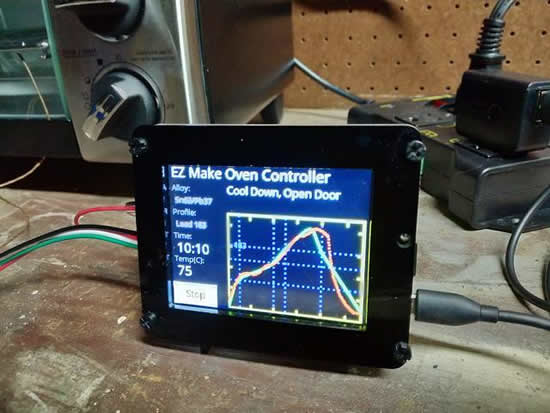 EZ Make Oven Controller
Cool Down, Open Door
Alloy:
Sn63/Pb37
Profile:
Lead 183
Time:
10:10
Temp(C):
75
Stop
183